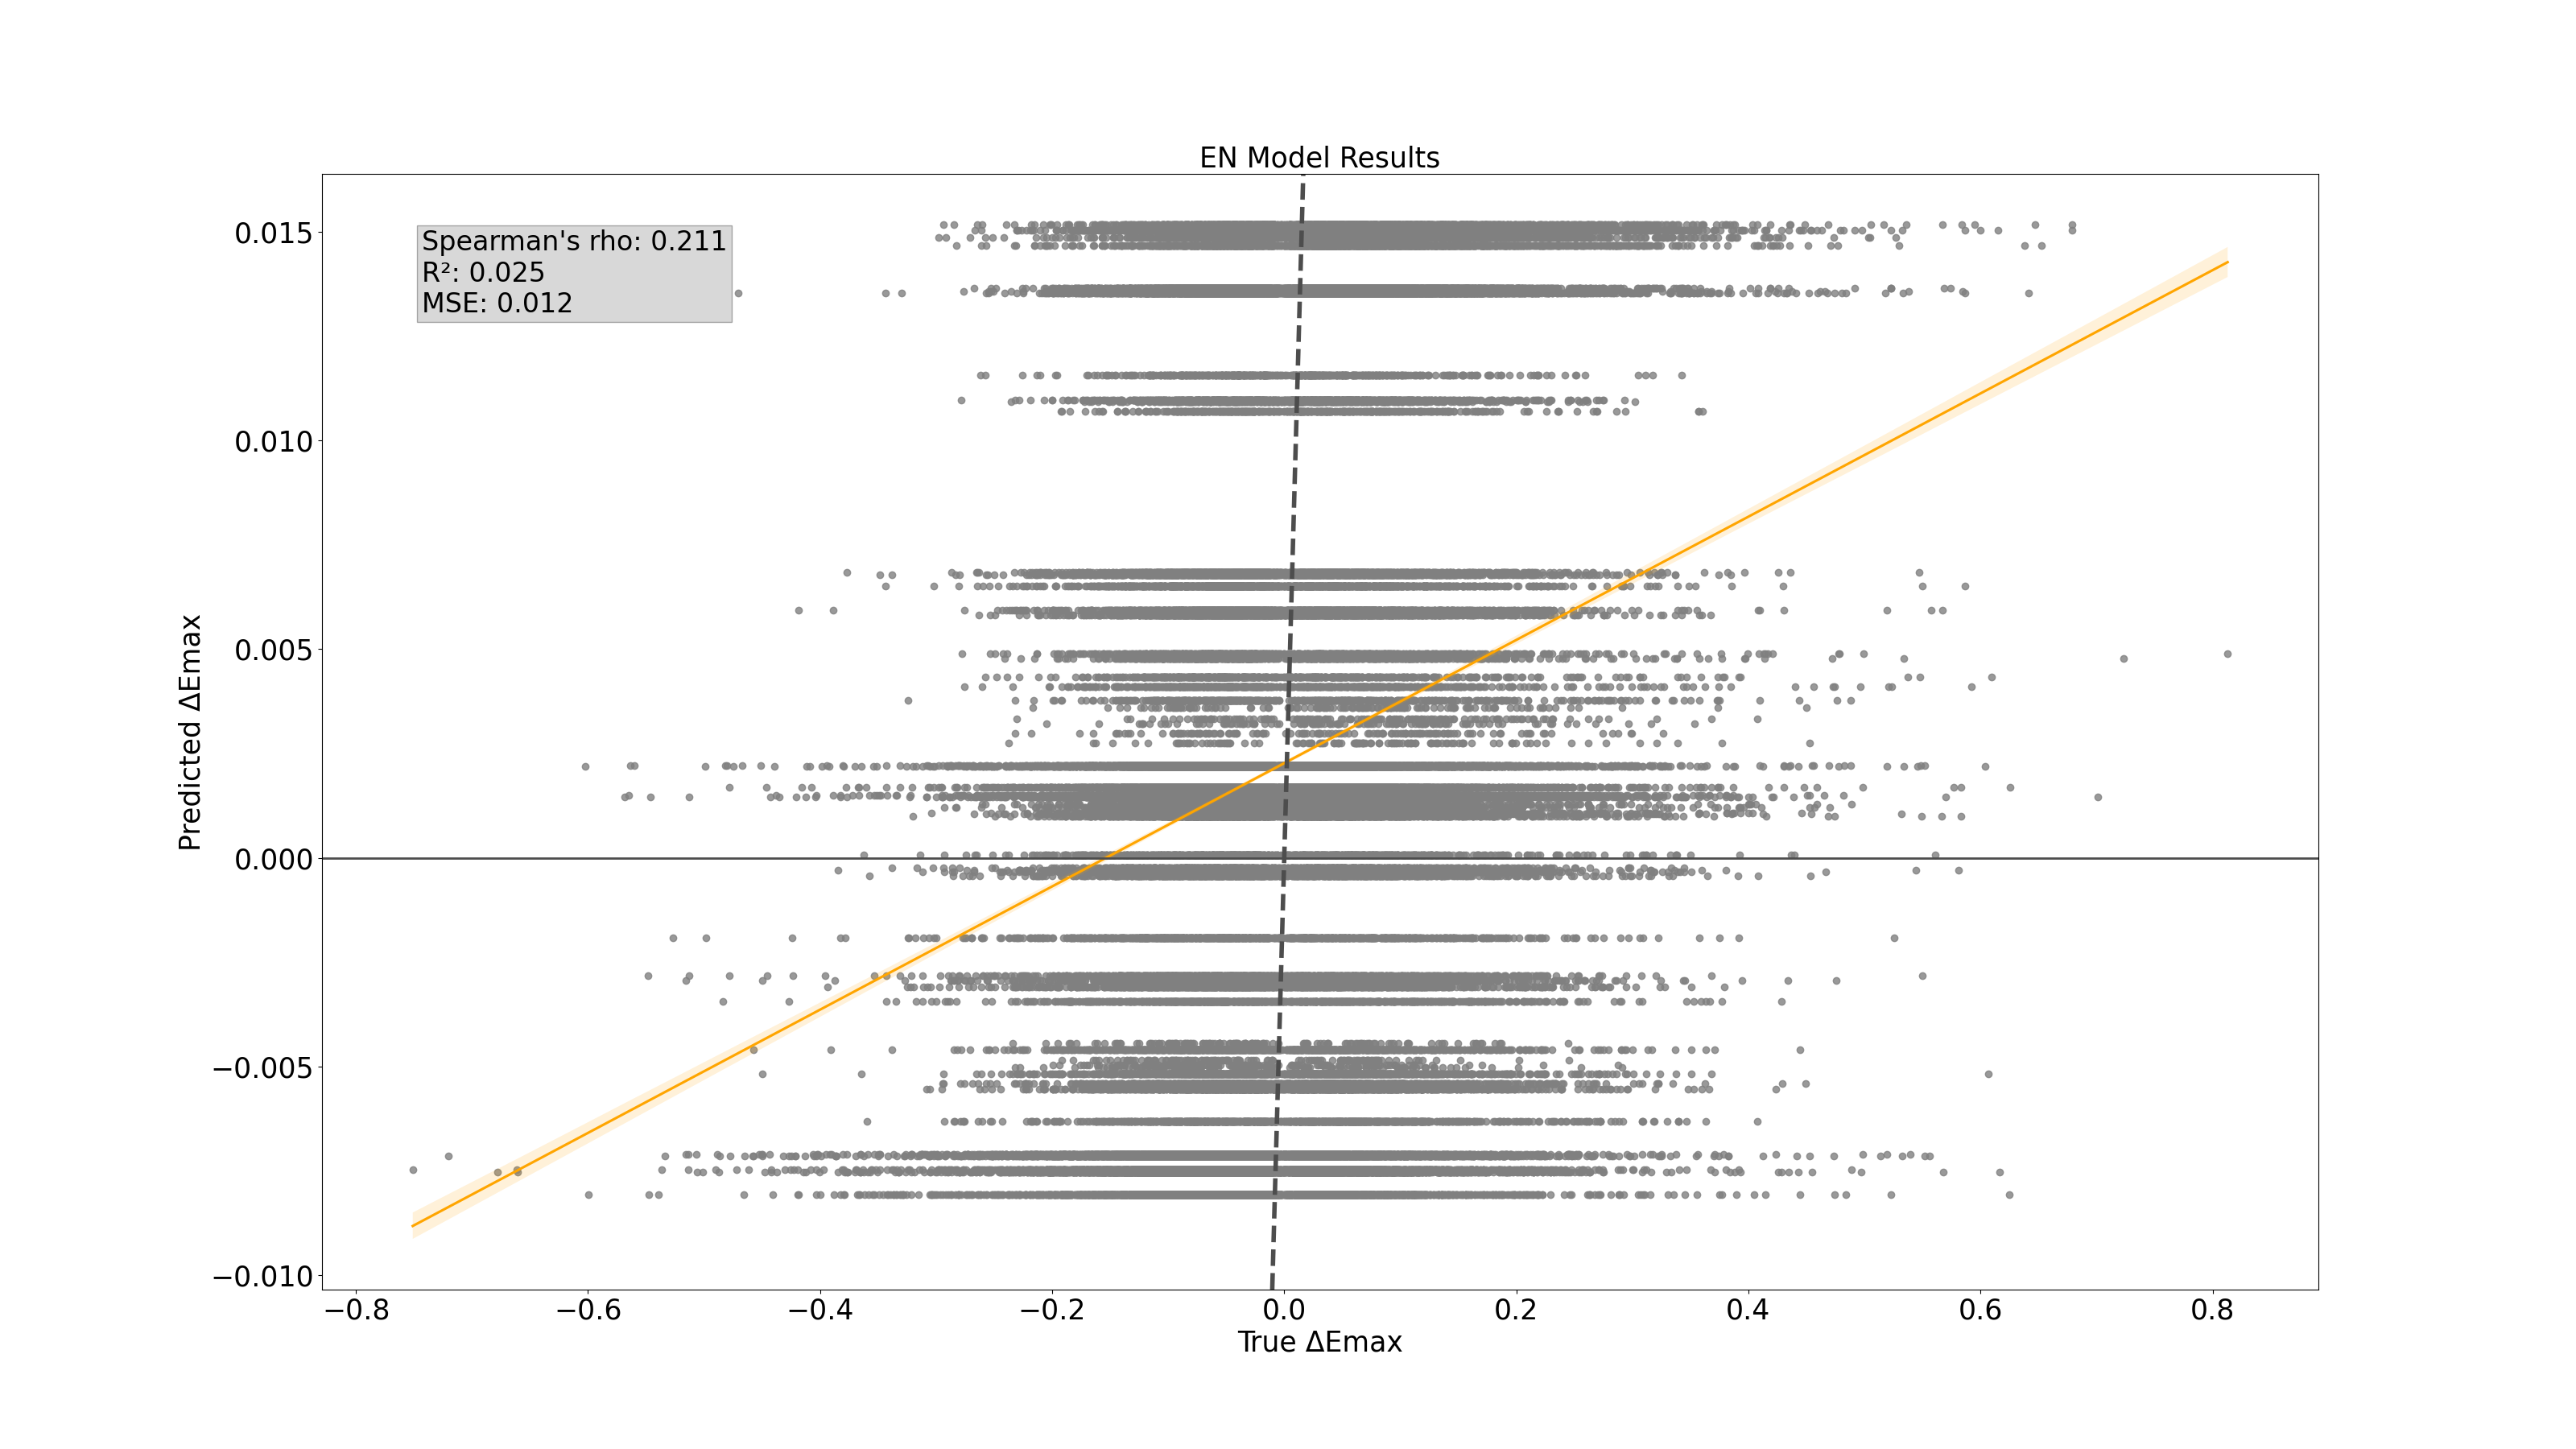 EN Model Results
Spearman's rho: 0.211
R²: 0.025
MSE: 0.012
0.015
0.010
0.005
0.000
−0.005
−0.010
Predicted ΔEmax
−0.8 −0.6 −0.4 −0.2 0.0 0.2 0.4 0.6 0.8
True ΔEmax